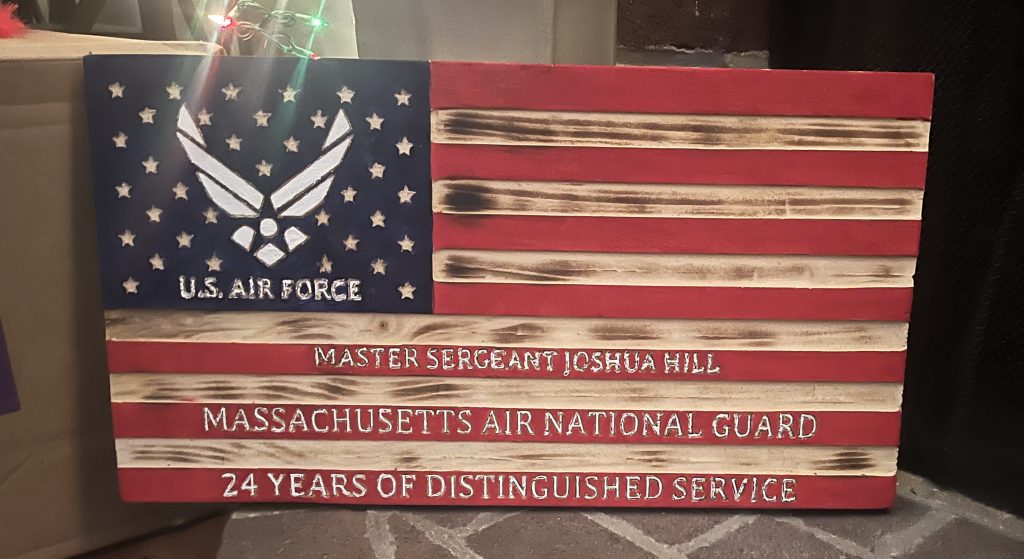 U.S. AIR FORCE
MASTER SERGEANT JOSHUA HILL
MASSACHUSETTS AIR NATIONAL GUARD
24 YEARS OF DISTINGUISHED SERVICE